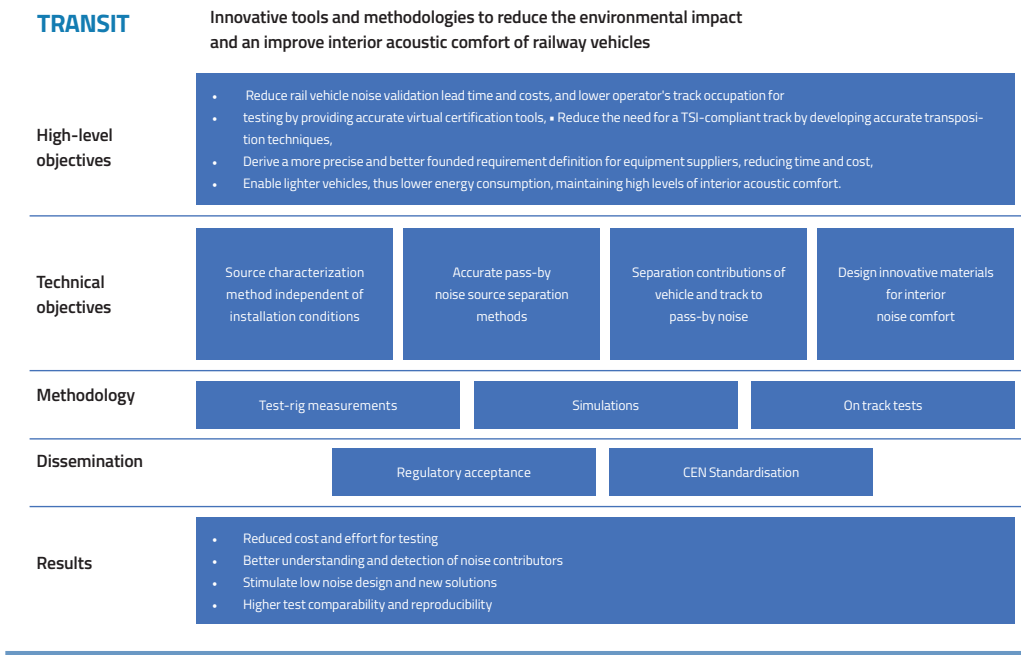 TRANSIT
Innovative tools and methodologies to reduce the environmental impact
and an improve interior acoustic comfort of railway vehicles
High-level
objectives
• Reduce rail vehicle noise validation lead time and costs, and lower operator's track occupation for
• testing by providing accurate virtual certification tools, • Reduce the need for a TSI-compliant track by developing accurate transposi-
tion techniques,
• Derive a more precise and better founded requirement definition for equipment suppliers, reducing time and cost,
• Enable lighter vehicles, thus lower energy consumption, maintaining high levels of interior acoustic comfort.
Technical
objectives
Source characterization
method independent of
installation conditions
Accurate pass-by
noise source separation
methods
Separation contributions of
vehicle and track to
pass-by noise
Design innovative materials
for interior
noise comfort
Methodology
Test-rig measurements
Simulations
On track tests
Dissemination
Regulatory acceptance
CEN Standardisation
Results
• Reduced cost and effort for testing
• Better understanding and detection of noise contributors
• Stimulate low noise design and new solutions
• Higher test comparability and reproducibility